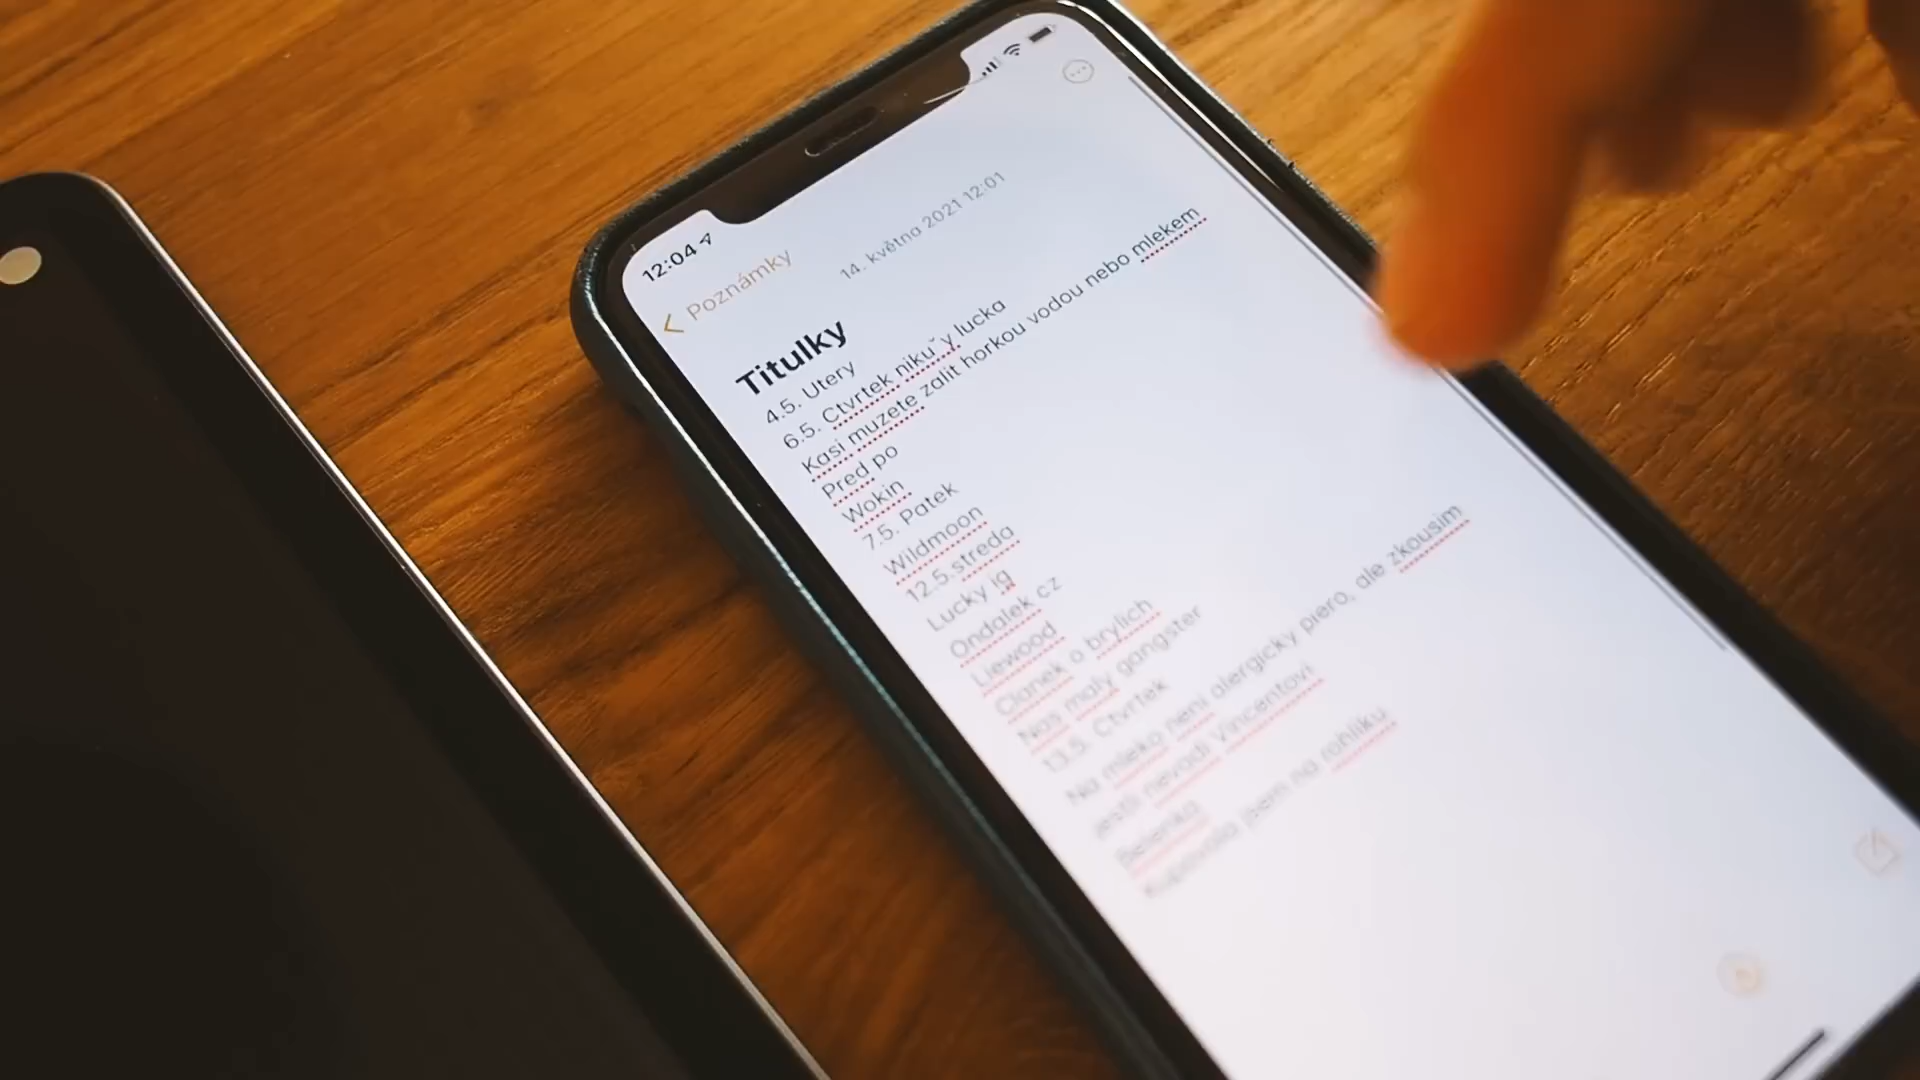 12:04
Poznámky
14. května 2021 12:01
Titulky
4.5. Utery
6.5. Ctvrtek nikuˇy lucka
Kasi muzete zalit horkou vodou nebo mlekem
Pred po
Wokin
7.5. Patek
Wildmoon
12.5.streda
Lucky ig
Ondalek cz
Liewood
Clanek o brylich
Nas maly gangster
13.5. Ctvrtek
Na mleko neni alergicky piero, ale zkousim
jestli nevadi Vincentovi
jsem na rohliku